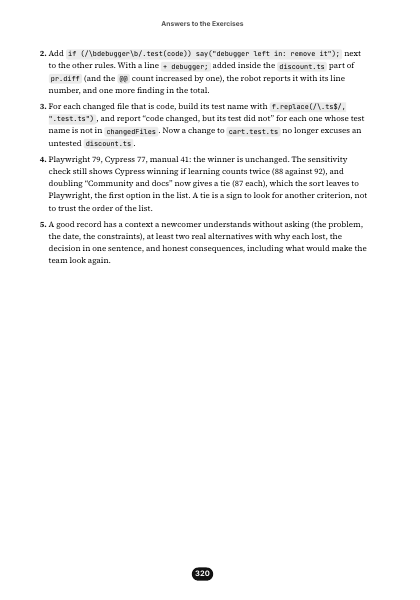 Answers to the Exercises
2. Add if (/\bdebugger\b/.test(code)) say("debugger left in: remove it"); next
to the other rules. With a line + debugger; added inside the discount.ts part of
pr.diff (and the @@ count increased by one), the robot reports it with its line
number, and one more finding in the total.
3. For each changed file that is code, build its test name with f.replace(/\.ts$/,
".test.ts"), and report “code changed, but its test did not” for each one whose test
name is not in changedFiles. Now a change to cart.test.ts no longer excuses an
untested discount.ts.
4. Playwright 79, Cypress 77, manual 41: the winner is unchanged. The sensitivity
check still shows Cypress winning if learning counts twice (88 against 92), and
doubling “Community and docs” now gives a tie (87 each), which the sort leaves to
Playwright, the first option in the list. A tie is a sign to look for another criterion, not
to trust the order of the list.
5. A good record has a context a newcomer understands without asking (the problem,
the date, the constraints), at least two real alternatives with why each lost, the
decision in one sentence, and honest consequences, including what would make the
team look again.
320